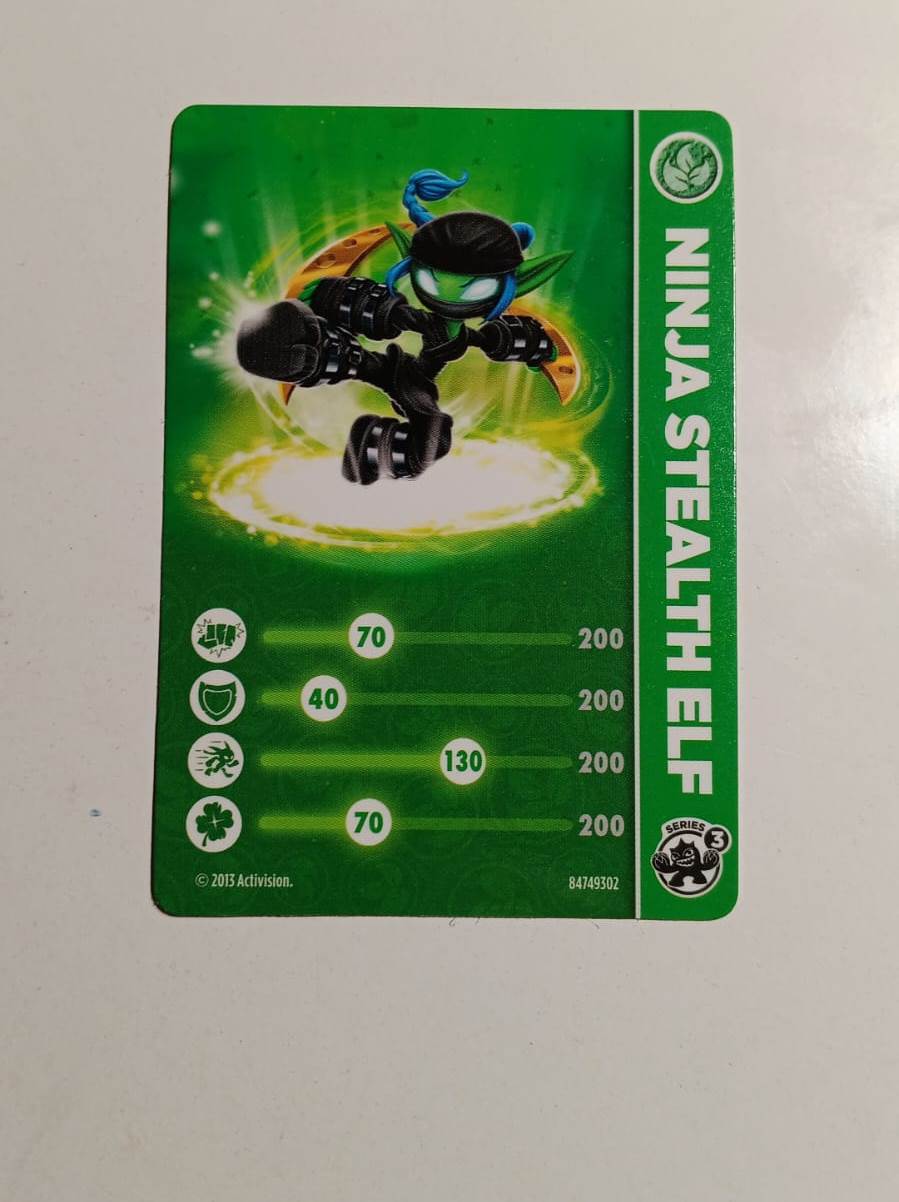 NINJA STEALTH ELF
70 200
40 200
130 200
70 200
© 2013 Activision.
84749302
SERIES 3